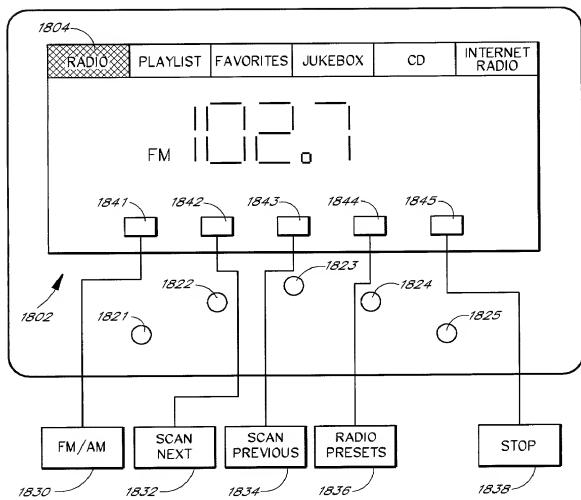 1804
RADIO PLAYLIST FAVORITES JUKEBOX CD INTERNET RADIO
FM 102.7
1841 1842 1843 1844 1845
1802 1821 1822 1823 1824 1825
FM/AM SCAN NEXT SCAN PREVIOUS RADIO PRESETS STOP
1830 1832 1834 1836 1838